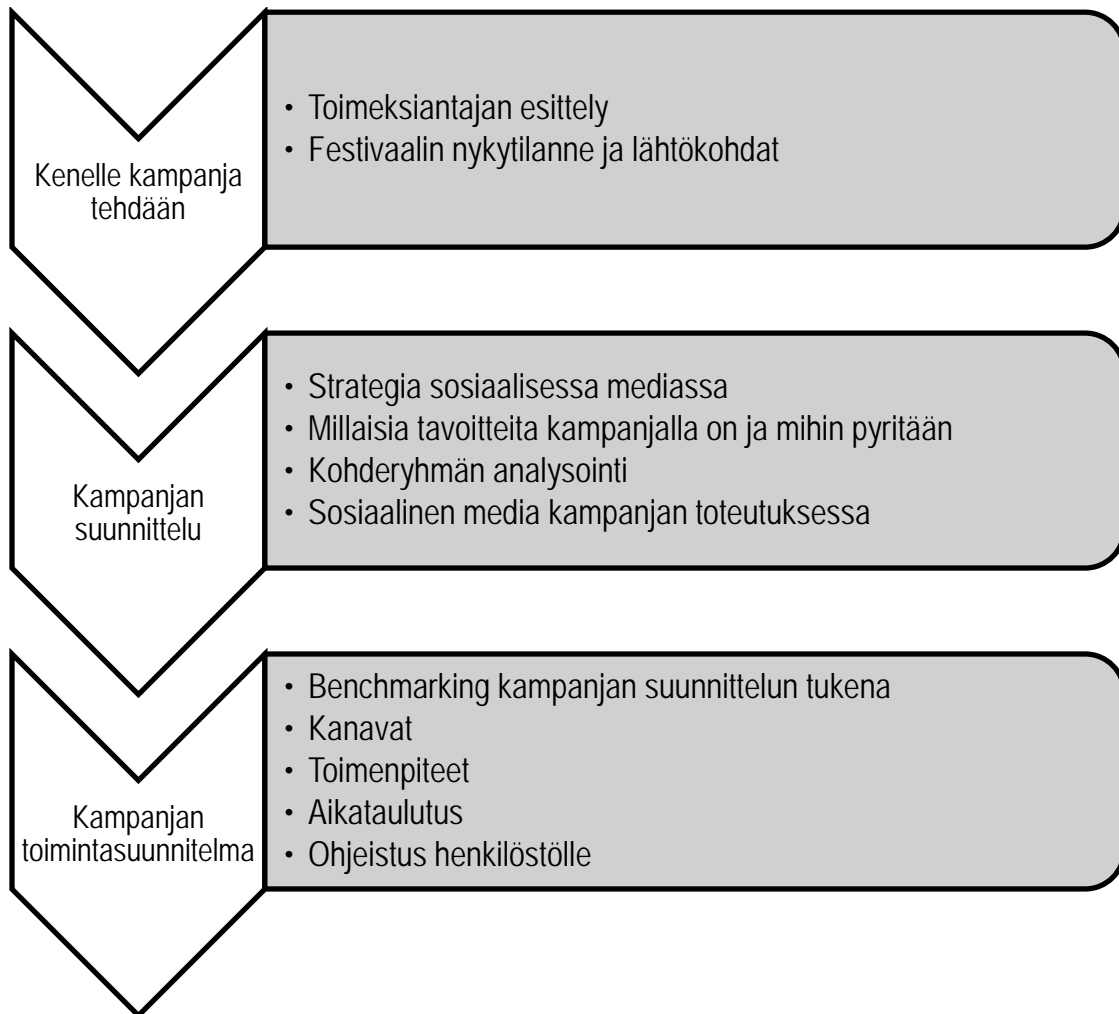 Kenelle kampanja
tehdään
• Toimeksiantajan esittely
• Festivaalin nykytilanne ja lähtökohdat
Kampanjan
suunnittelu
• Strategia sosiaalisessa mediassa
• Millaisia tavoitteita kampanjalla on ja mihin pyritään
• Kohderyhmän analysointi
• Sosiaalinen media kampanjan toteutuksessa
Kampanjan
toimintasuunnitelma
• Benchmarking kampanjan suunnittelun tukena
• Kanavat
• Toimenpiteet
• Aikataulutus
• Ohjeistus henkilöstölle